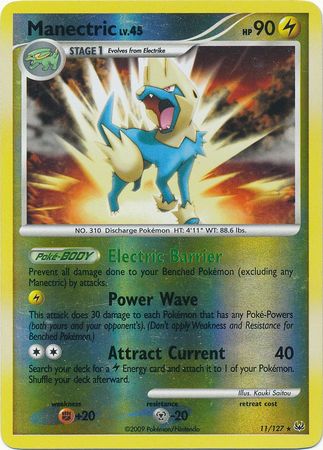 Manectric LV.45
HP 90
STAGE 1 Evolves from Electrike
NO. 310 Discharge Pokémon HT: 4'11" WT: 88.6 lbs.
Poké-BODY Electric Barrier
Prevent all damage done to your Benched Pokémon (excluding any
Manectric) by attacks.
Power Wave
This attack does 30 damage to each Pokémon that has any Poké-Powers
(both yours and your opponent's). (Don't apply Weakness and Resistance for
Benched Pokémon.)
Attract Current 40
Search your deck for a Energy card and attach it to 1 of your Pokémon.
Shuffle your deck afterward.
Illus. Kouki Saitou
weakness resistance retreat cost
+20 -20
11/127
©2009 Pokémon/Nintendo